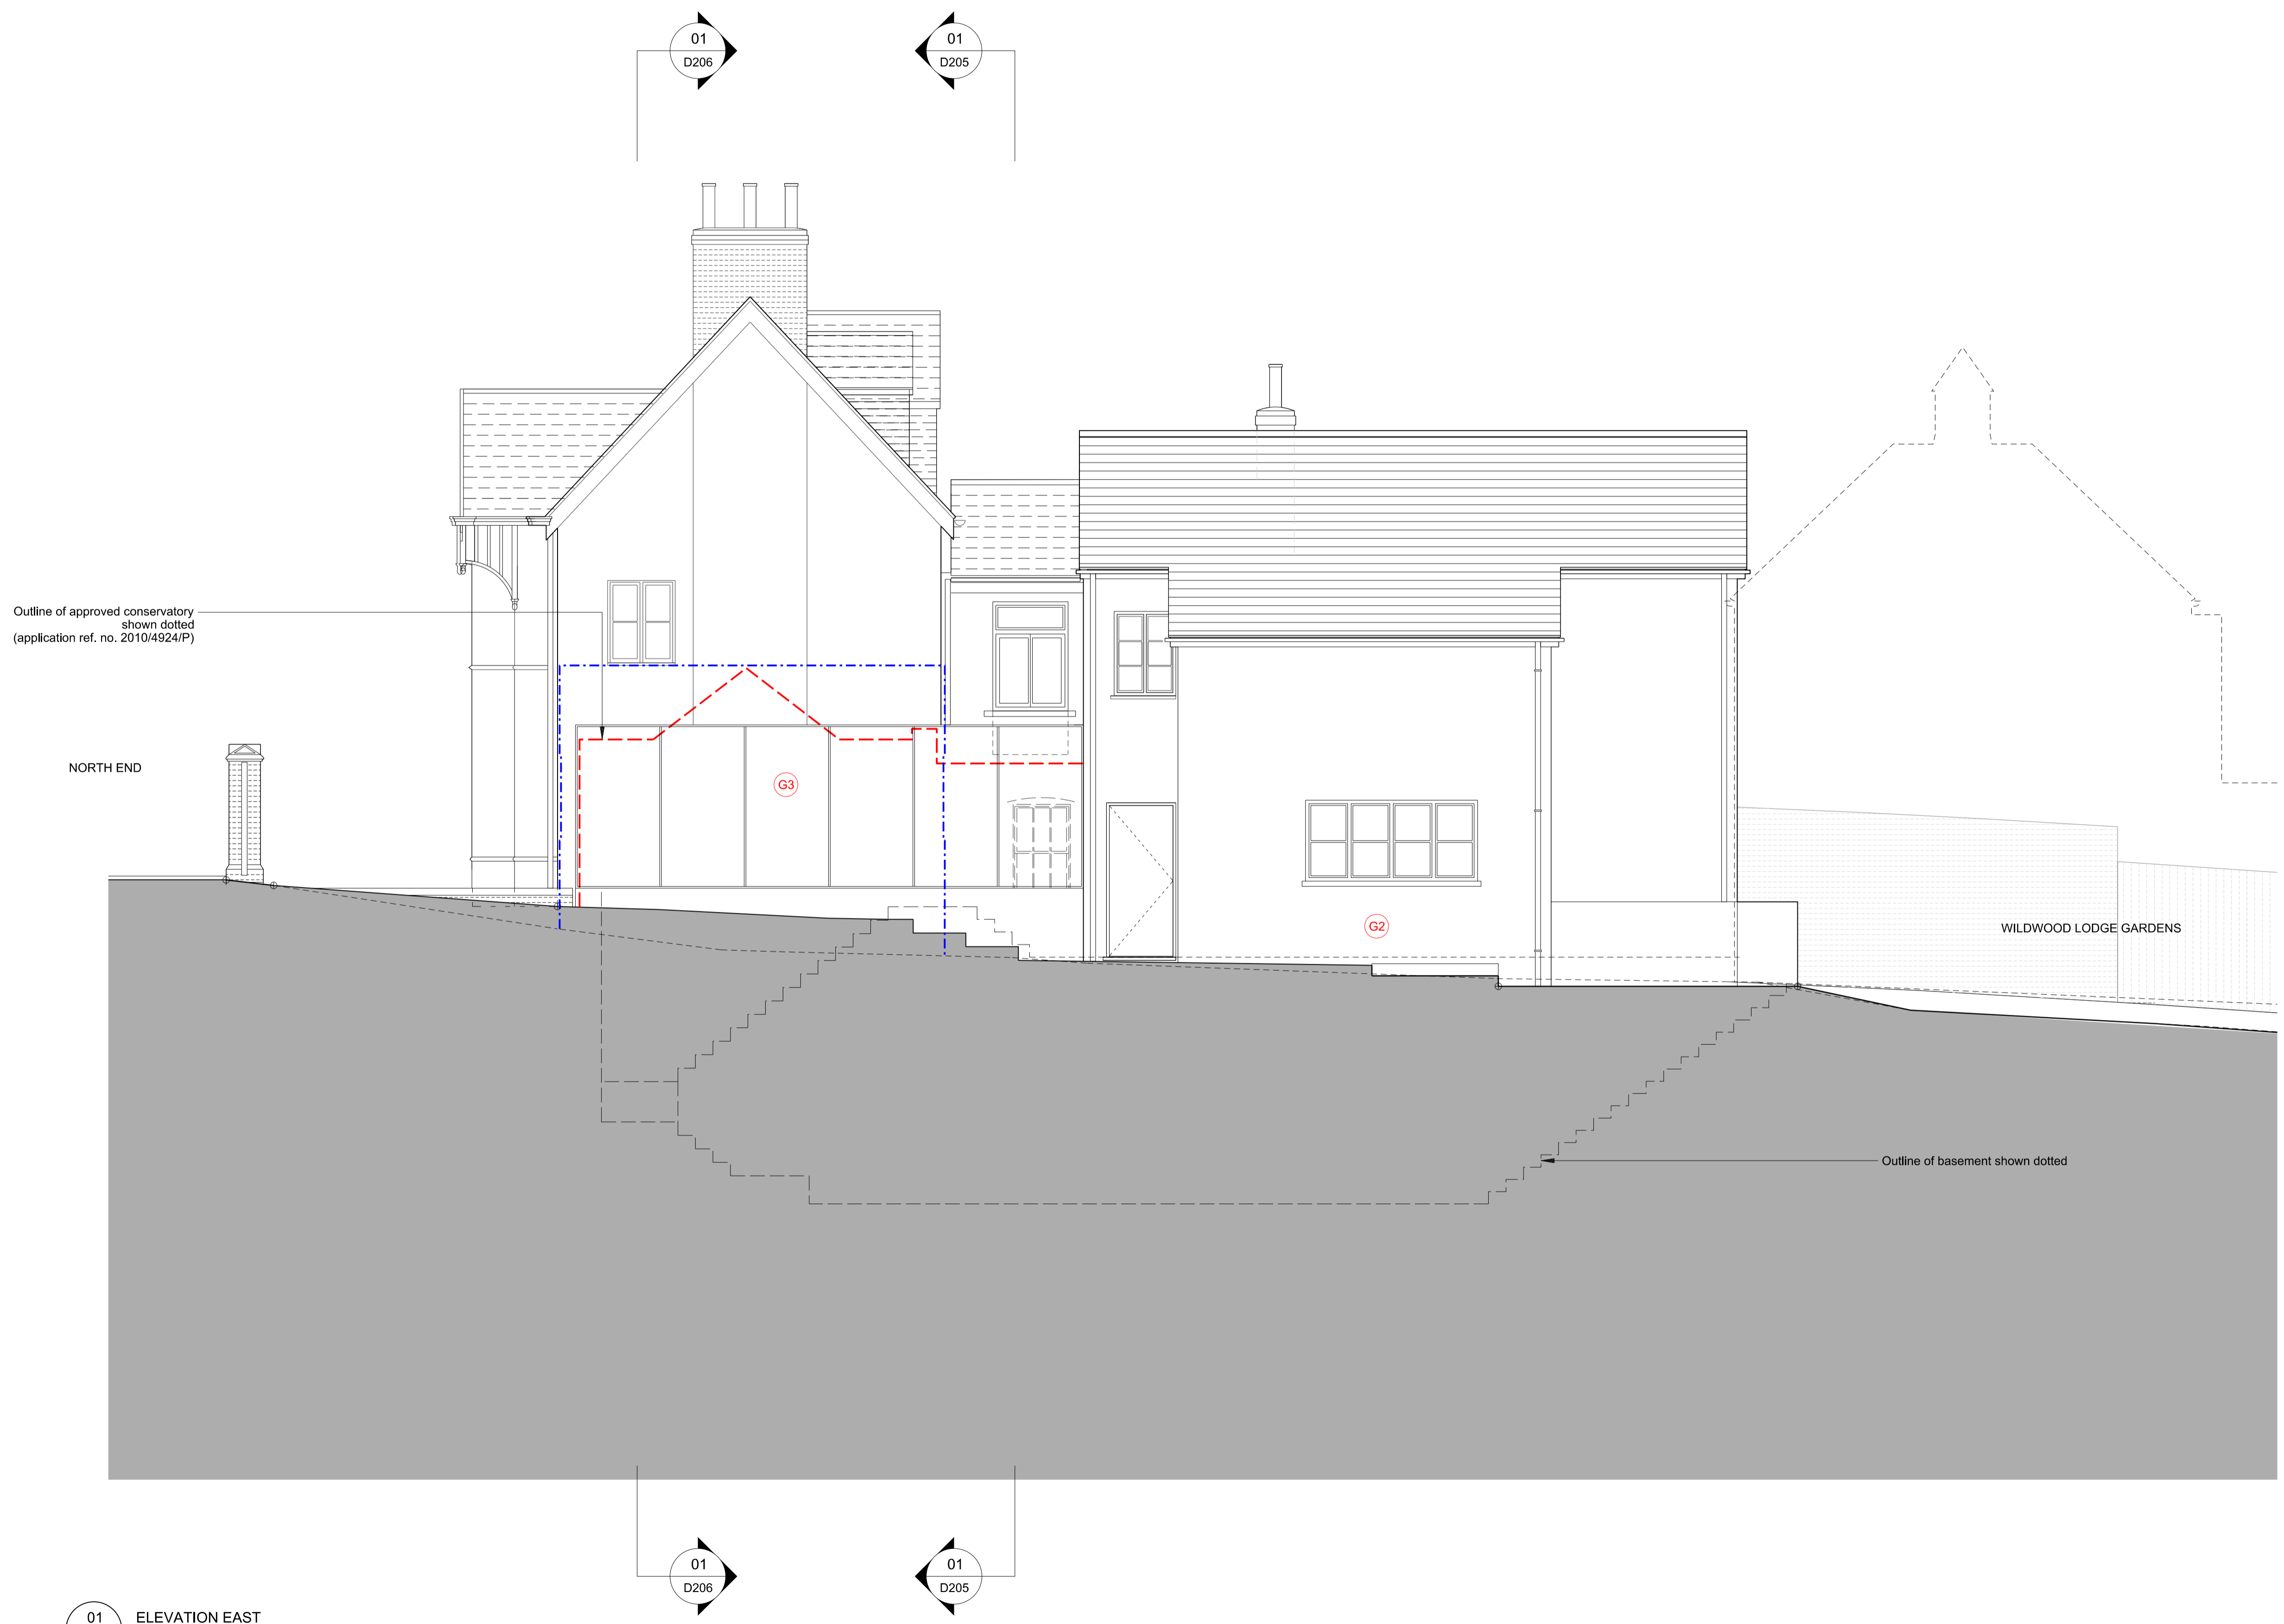 01
D206
01
D205
Outline of approved conservatory
shown dotted
(application ref. no. 2010/4924/P)
NORTH END
G3
G2
WILDWOOD LODGE GARDENS
Outline of basement shown dotted
01
D206
01
D205
01
ELEVATION EAST